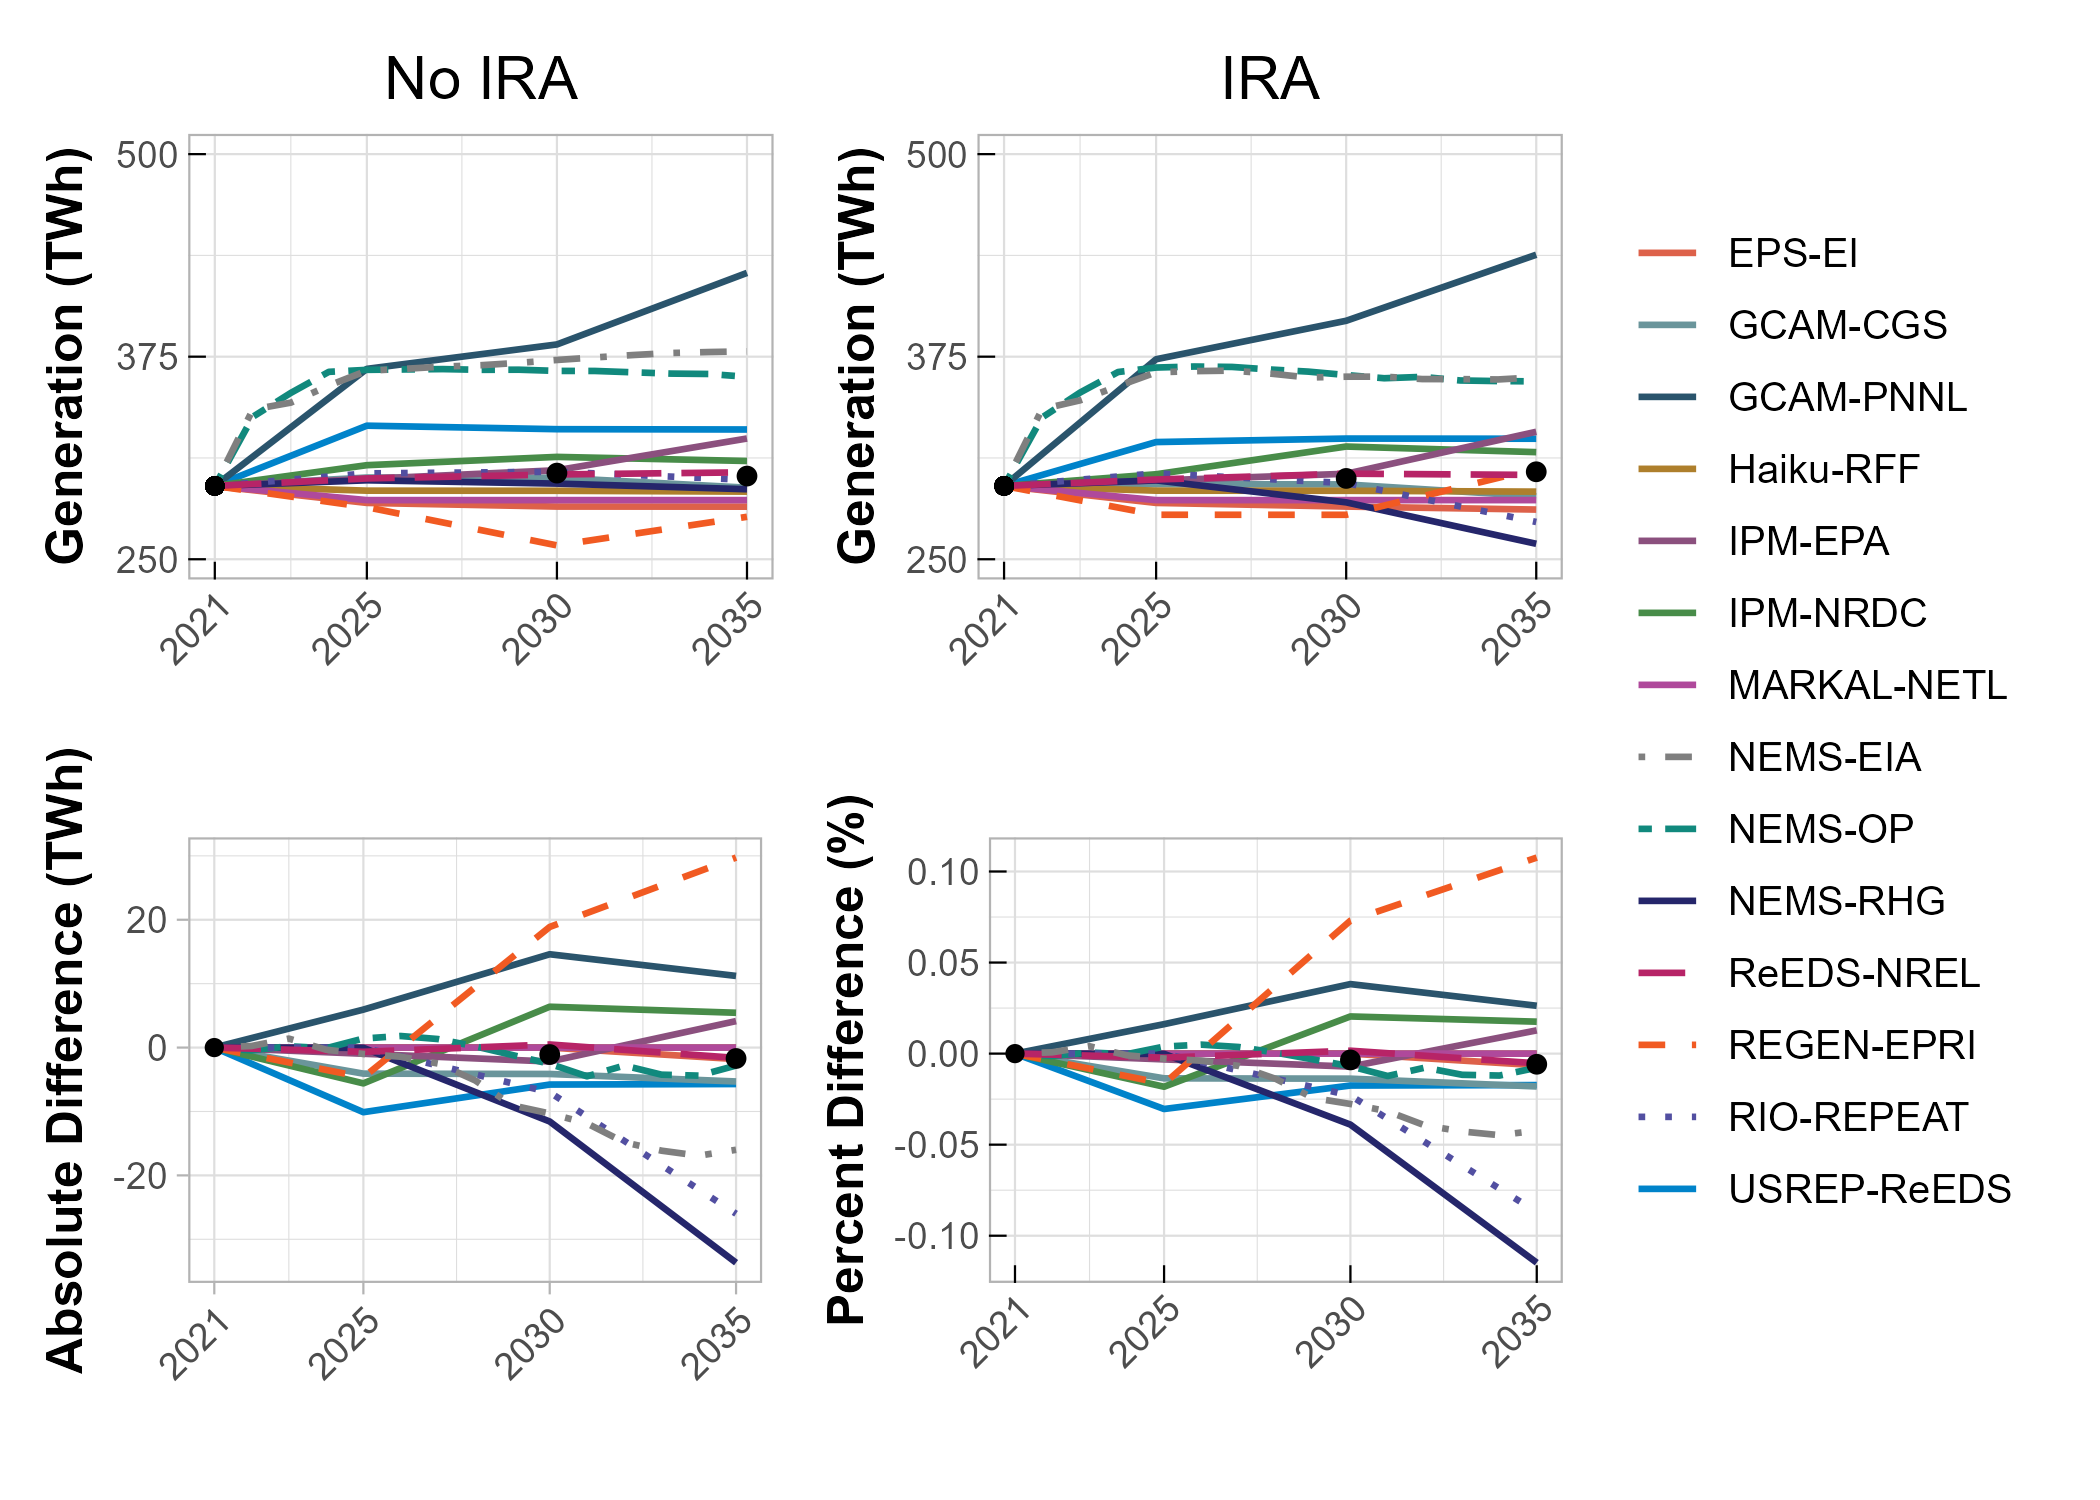 No IRA
IRA
Generation (TWh)
500
375
250
2021
2025
2030
2035
Generation (TWh)
500
375
250
2021
2025
2030
2035
Absolute Difference (TWh)
20
0
-20
2021
2025
2030
2035
Percent Difference (%)
0.10
0.05
0.00
-0.05
-0.10
2021
2025
2030
2035
EPS-EI
GCAM-CGS
GCAM-PNNL
Haiku-RFF
IPM-EPA
IPM-NRDC
MARKAL-NETL
NEMS-EIA
NEMS-OP
NEMS-RHG
ReEDS-NREL
REGEN-EPRI
RIO-REPEAT
USREP-ReEDS